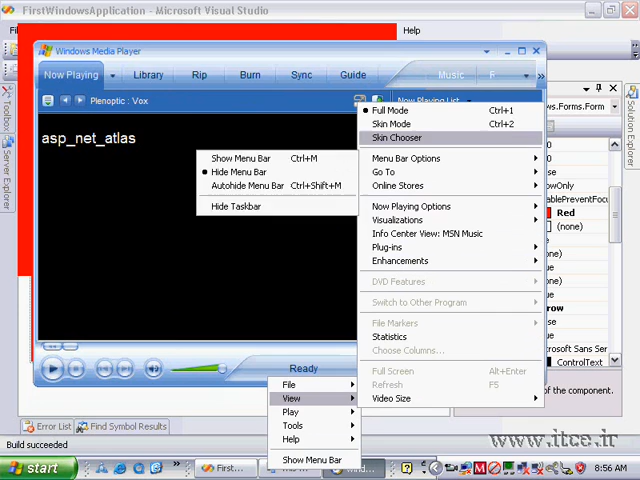 FirstWindowsApplication - Microsoft Visual Studio
Help
Windows Media Player
Now Playing
Library
Rip
Burn
Sync
Guide
Music
Plenoptic : Vox
Now Playing List
asp_net_atlas
Full Mode Ctrl+1
Skin Mode Ctrl+2
Skin Chooser
Menu Bar Options
Go To
Online Stores
Now Playing Options
Visualizations
Info Center View: MSN Music
Plug-ins
Enhancements
DVD Features
Switch to Other Program
File Markers
Statistics
Choose Columns...
Full Screen Alt+Enter
Refresh F5
Video Size
Show Menu Bar Ctrl+M
Hide Menu Bar
Autohide Menu Bar Ctrl+Shift+M
Hide Taskbar
Ready
File
View
Play
Tools
Help
Show Menu Bar
Toolbox
Server Explorer
Solution Explorer
s.Forms.Form
Red
(none)
(none)
row
Microsoft Sans Ser
ControlText
of the component.
Error List
Find Symbol Results
Build succeeded
www.itce.ir
start
First...
8:56 AM